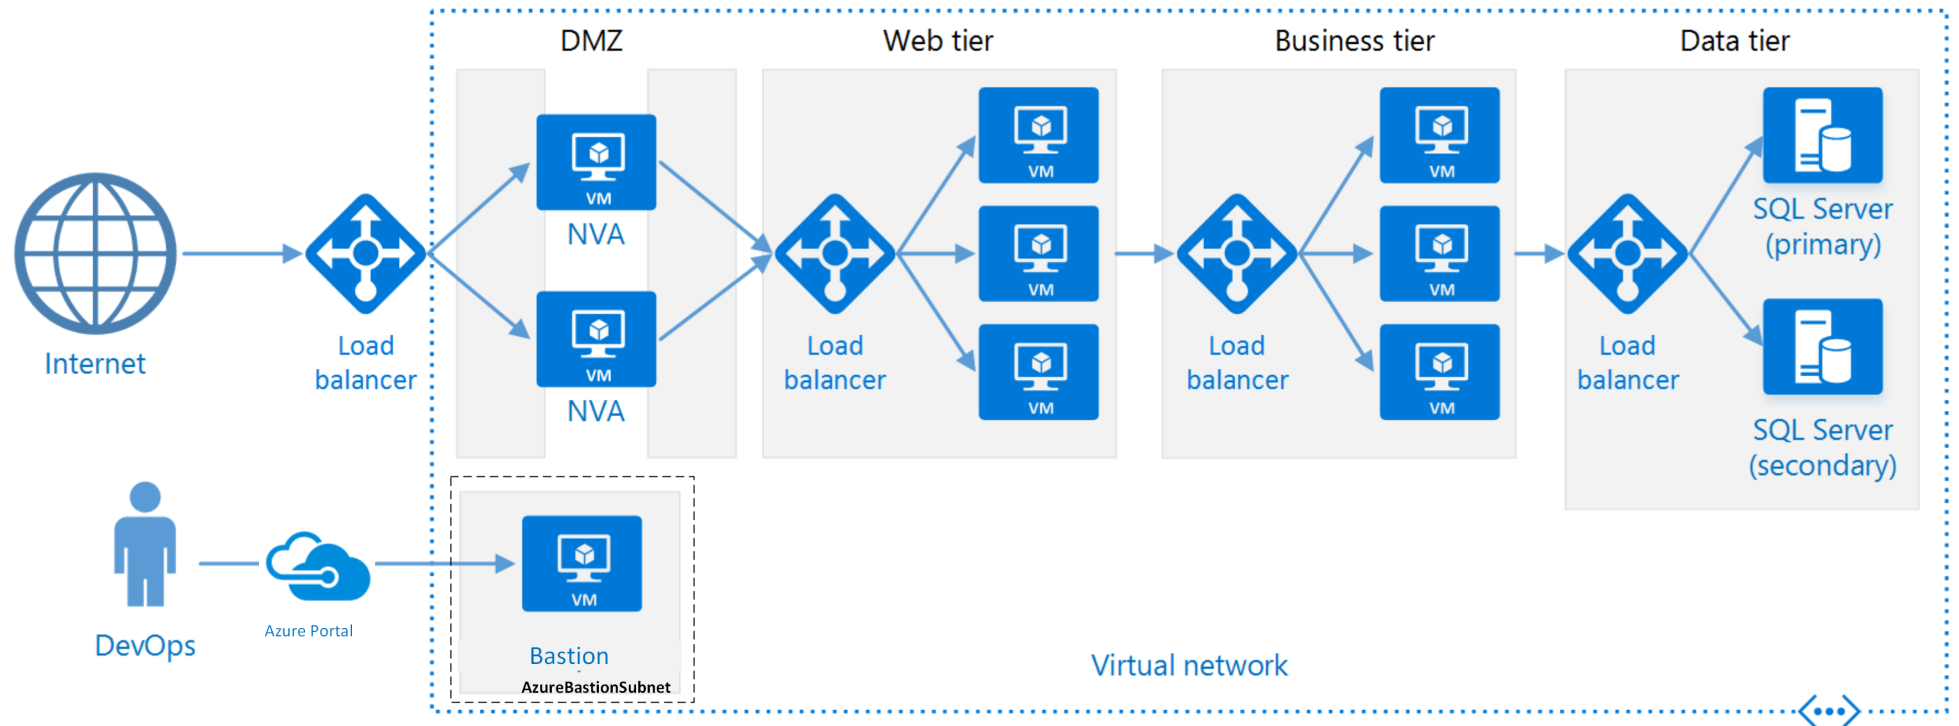 DMZ
Web tier
Business tier
Data tier
VM
NVA
VM
NVA
VM
VM
VM
VM
VM
VM
SQL Server
(primary)
SQL Server
(secondary)
Internet
Load
balancer
Load
balancer
Load
balancer
Load
balancer
DevOps
Azure Portal
VM
Bastion
AzureBastionSubnet
Virtual network